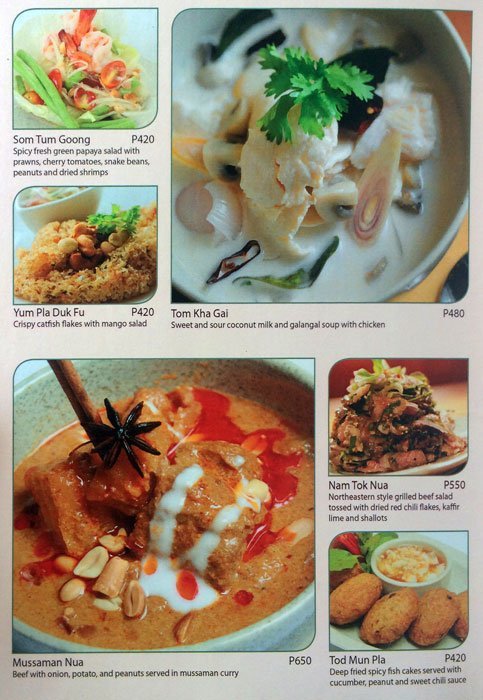 Som Tum Goong P420
Spicy fresh green papaya salad with
prawns, cherry tomatoes, snake beans,
peanuts and dried shrimps
Yum Pla Duk Fu P420
Crispy catfish flakes with mango salad
Tom Kha Gai P480
Sweet and sour coconut milk and galangal soup with chicken
Mussaman Nua P650
Beef with onion, potato, and peanuts served in mussaman curry
Nam Tok Nua P550
Northeastern style grilled beef salad
tossed with dried red chili flakes, kaffir
lime and shallots
Tod Mun Pla P420
Deep fried spicy fish cakes served with
cucumber, peanut and sweet chili sauce